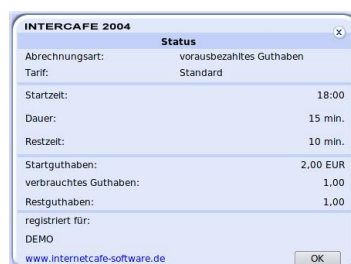 INTERCAFE 2004
x
Status
Abrechnungsart: vorausbezahltes Guthaben
Tarif: Standard
Startzeit: 18:00
Dauer: 15 min.
Restzeit: 10 min.
Startguthaben: 2,00 EUR
verbrauchtes Guthaben: 1,00
Restguthaben: 1,00
registriert für:
DEMO
www.internetcafe-software.de OK